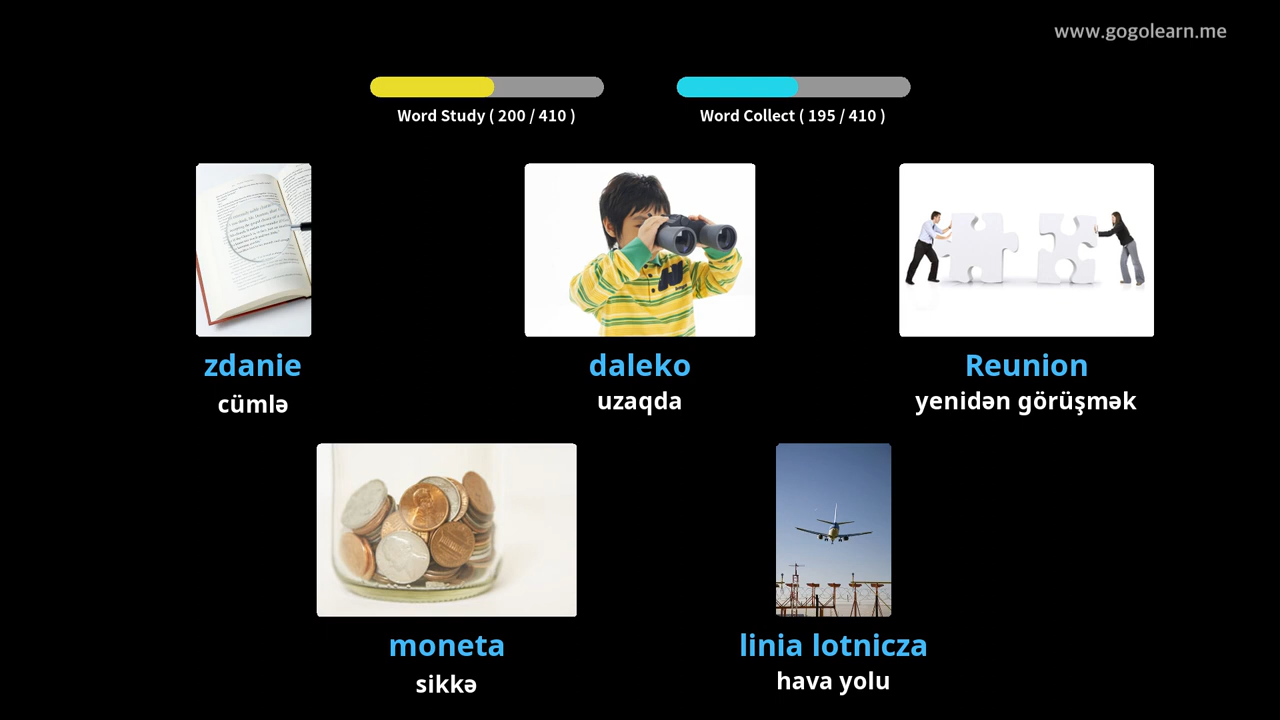 www.gogolearn.me
Word Study ( 200 / 410 )
Word Collect ( 195 / 410 )
zdanie
cümlə
daleko
uzaqda
Reunion
yenidən görüşmək
moneta
sikkə
linia lotnicza
hava yolu